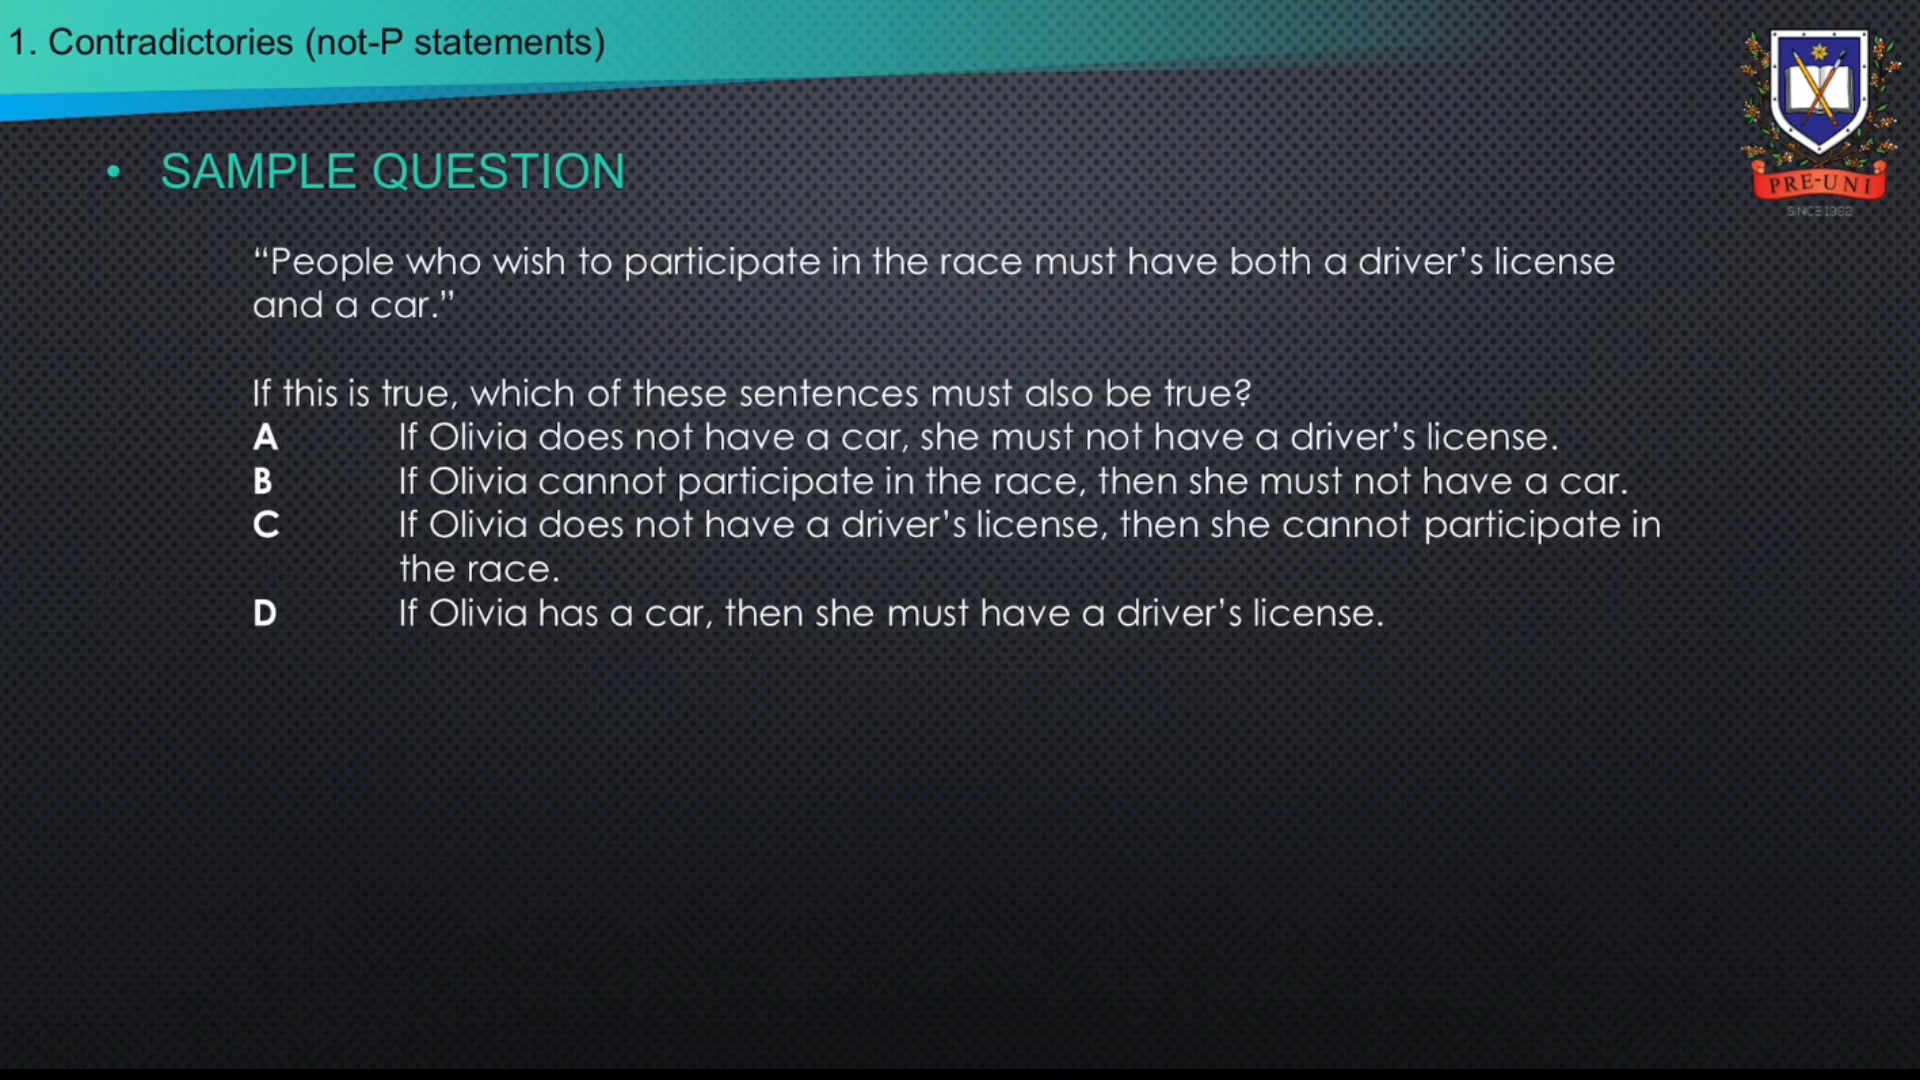 1. Contradictories (not-P statements)
PRE-UNI
SINCE 1992
• SAMPLE QUESTION
“People who wish to participate in the race must have both a driver’s license
and a car.”
If this is true, which of these sentences must also be true?
A If Olivia does not have a car, she must not have a driver’s license.
B If Olivia cannot participate in the race, then she must not have a car.
C If Olivia does not have a driver’s license, then she cannot participate in
the race.
D If Olivia has a car, then she must have a driver’s license.